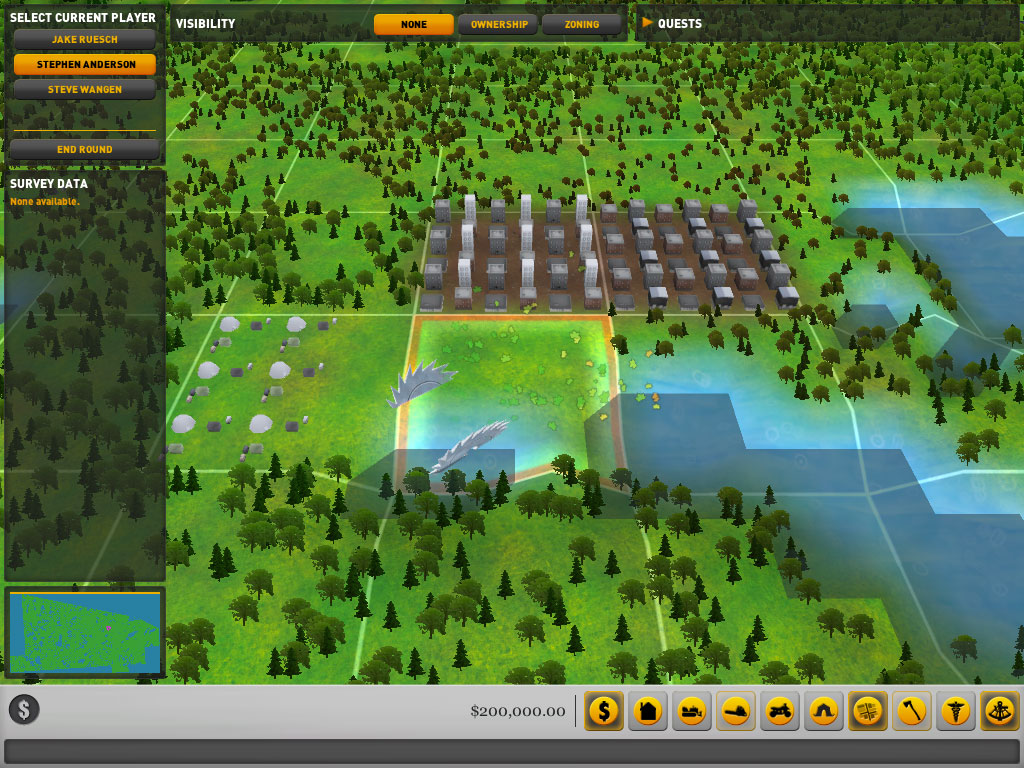 SELECT CURRENT PLAYER
JAKE RUESCH
STEPHEN ANDERSON
STEVE WANGEN
END ROUND
VISIBILITY
NONE
OWNERSHIP
ZONING
QUESTS
SURVEY DATA
None available.
$
$200,000.00
$